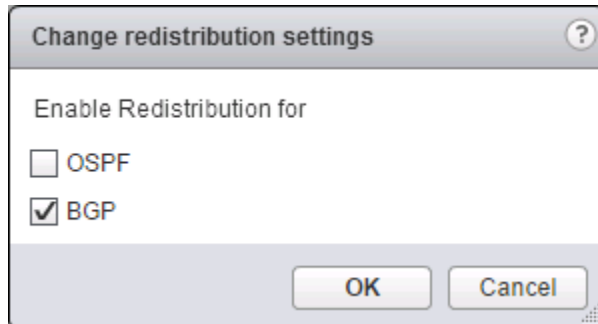 Change redistribution settings ?
Enable Redistribution for
OSPF
BGP
OK Cancel